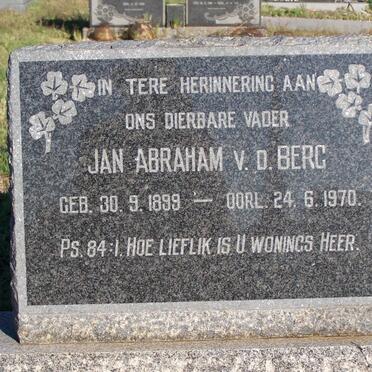 IN TERE HERINNERING AAN
ONS DIERBARE VADER
JAN ABRAHAM V. D. BERG
GEB. 30. 9. 1899 — OORL. 24. 6. 1970.
PS. 84:1. HOE LIEFLIK IS U WONINGS HEER.